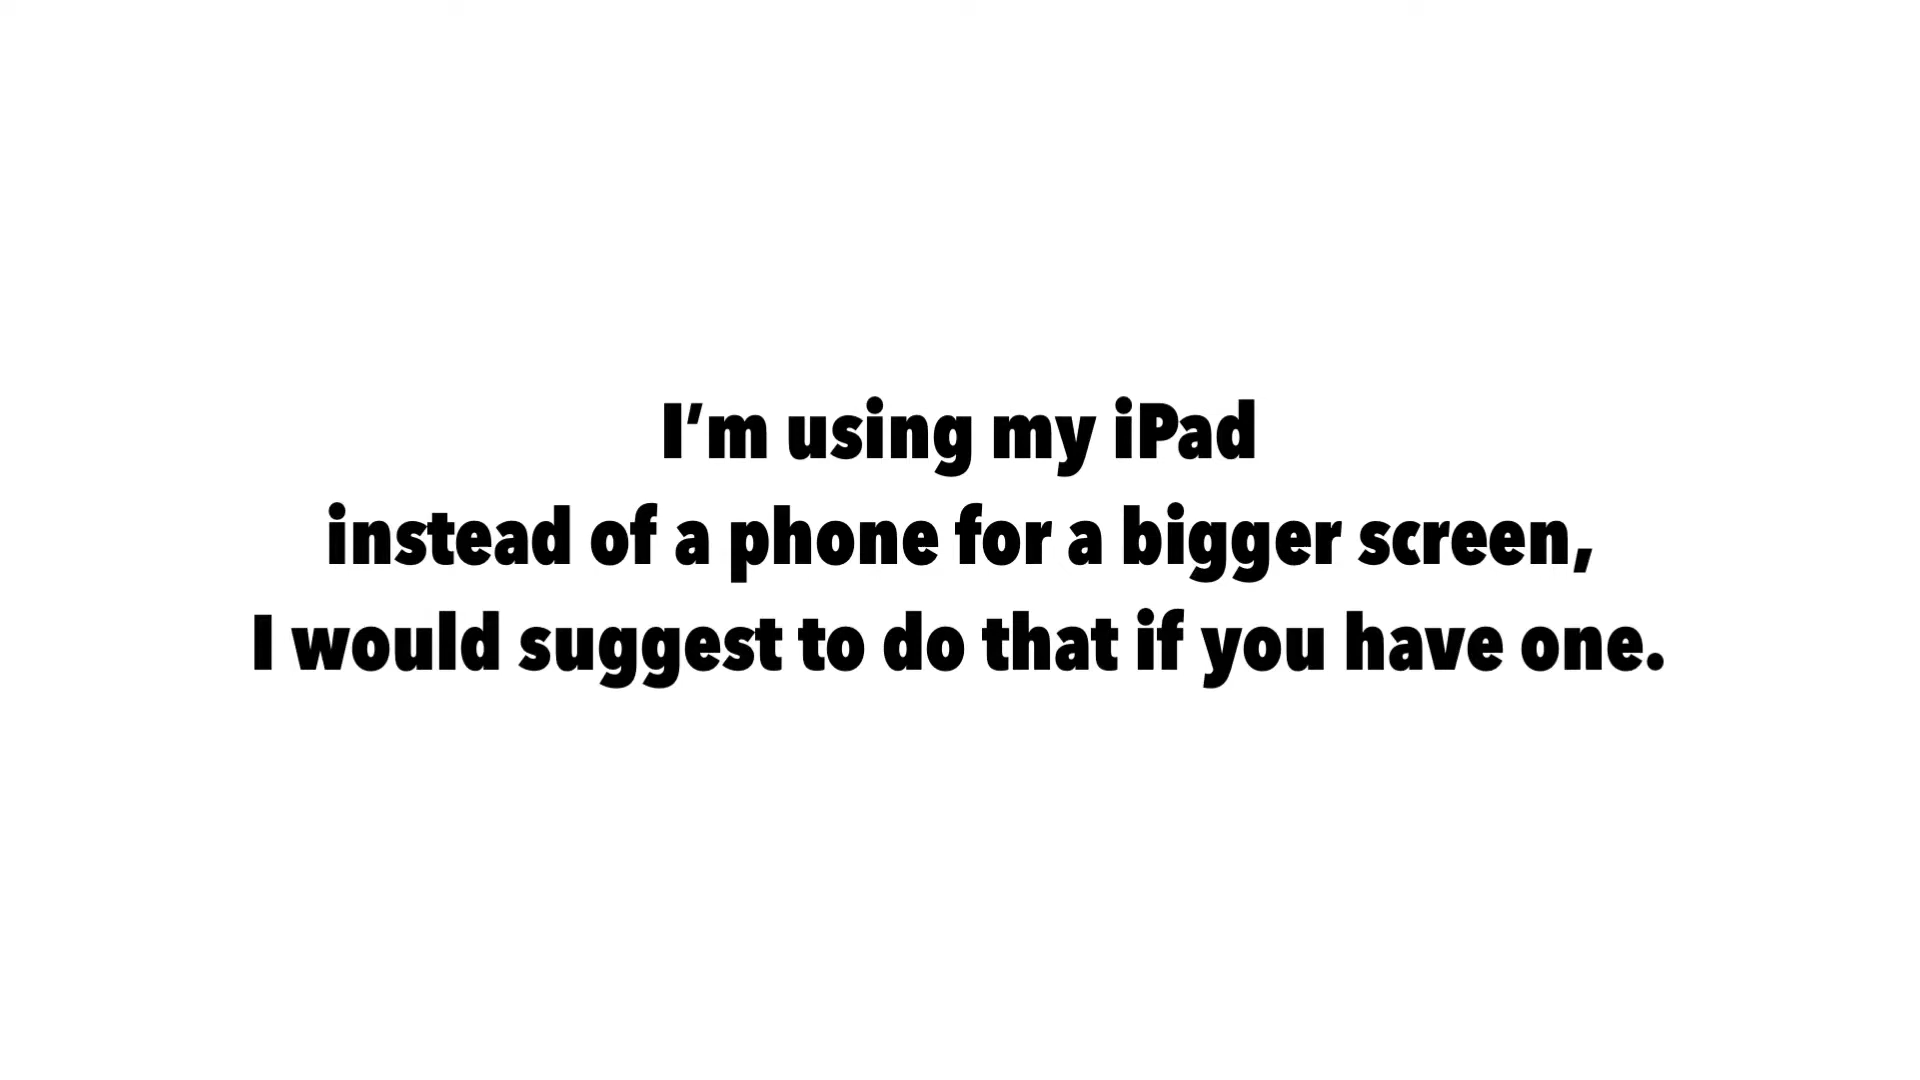 I’m using my iPad
instead of a phone for a bigger screen,
I would suggest to do that if you have one.